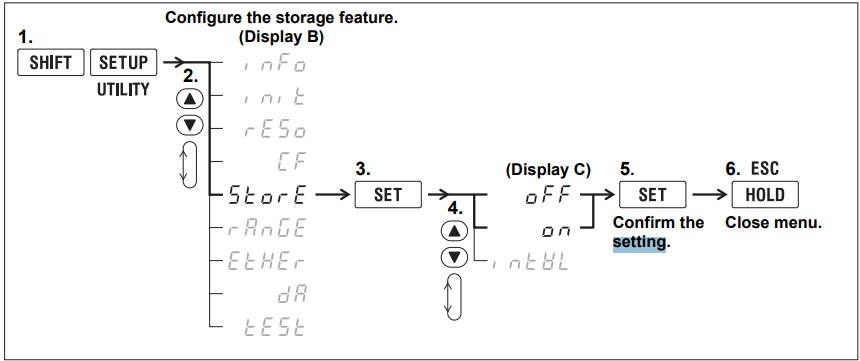 Configure the storage feature.
1.
(Display B)
SHIFT SETUP
UTILITY
2.
inFo
init
rESo
CF
StorE
rAnGE
EtHEr
dA
tESt
3.
SET
4.
(Display C)
oFF
on
intVL
5.
SET
Confirm the
setting.
6. ESC
HOLD
Close menu.